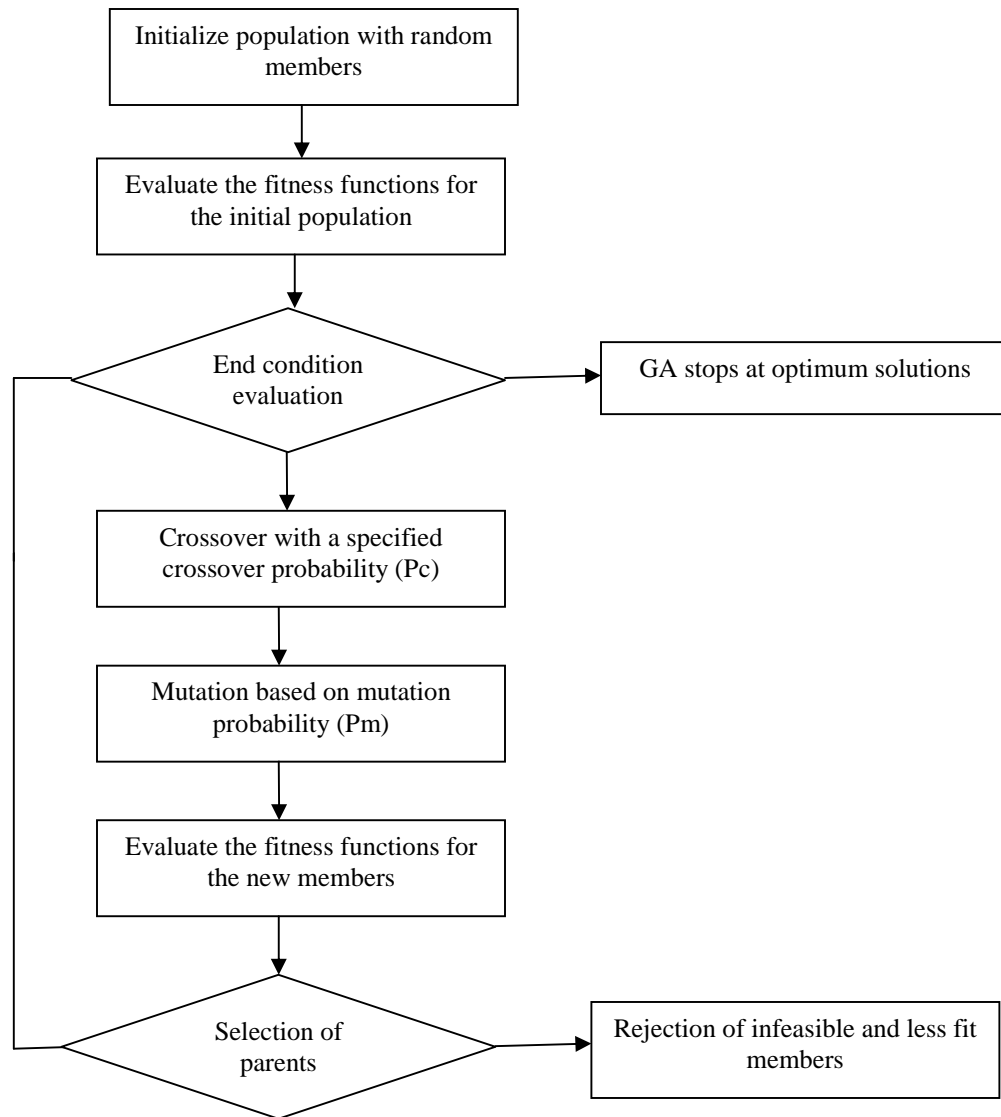 Initialize population with random
members
Evaluate the fitness functions for
the initial population
End condition
evaluation
GA stops at optimum solutions
Crossover with a specified
crossover probability (Pc)
Mutation based on mutation
probability (Pm)
Evaluate the fitness functions for
the new members
Selection of
parents
Rejection of infeasible and less fit
members